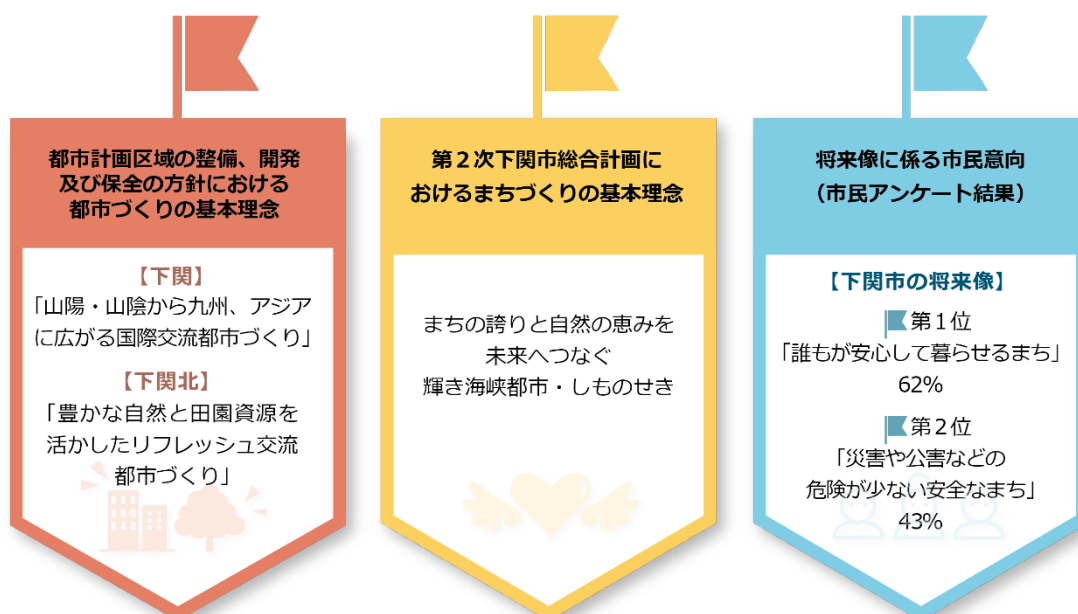 都市計画区域の整備、開発
及び保全の方針における
都市づくりの基本理念
【下関】
「山陽・山陰から九州、アジア
に広がる国際交流都市づくり」
【下関北】
「豊かな自然と田園資源を
活かしたリフレッシュ交流
都市づくり」
第２次下関市総合計画に
おけるまちづくりの基本理念
まちの誇りと自然の恵みを
未来へつなぐ
輝き海峡都市・しものせき
将来像に係る市民意向
（市民アンケート結果）
【下関市の将来像】
第１位
「誰もが安心して暮らせるまち」
62%
第２位
「災害や公害などの
危険が少ない安全なまち」
43%